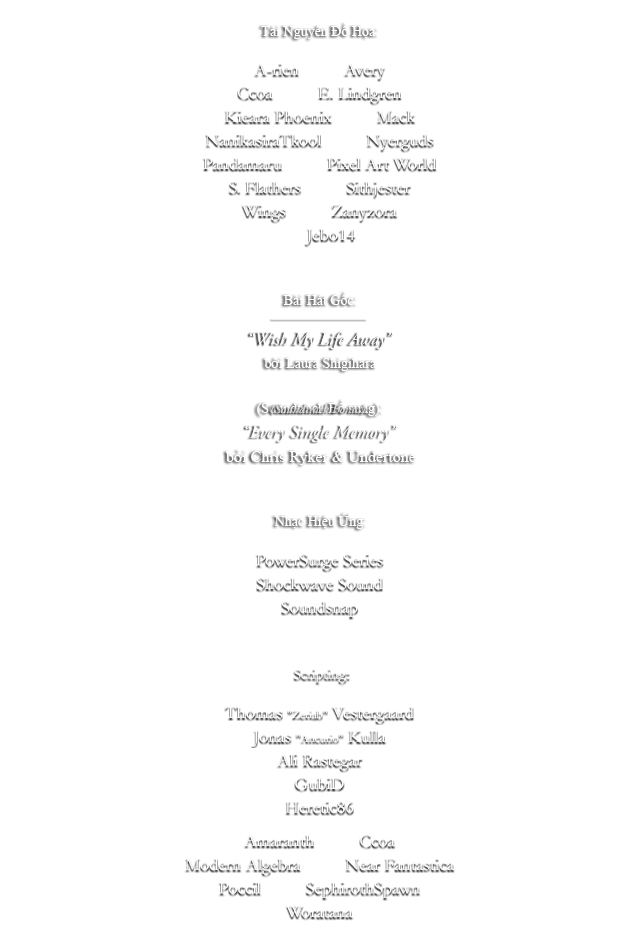 Tài Nguyên Đồ Họa:
A-rien Avery
Ccoa E. Lindgren
Kieara Phoenix Mack
NanikasiraTkool Nyerguds
Pandamaru Pixel Art World
S. Flathers Sithjester
Wings Zanyzora
Jebo14
Bài Hát Gốc:
“Wish My Life Away”
bởi Laura Shigihara
“Every Single Memory”
bởi Chris Ryker & Undertone
Nhạc Hiệu Ứng:
PowerSurge Series
Shockwave Sound
Soundsnap
Scripting:
Thomas "Zeriab" Vestergaard
Jonas "Ancurio" Kulla
Ali Rastegar
GubiD
Heretic86
Amaranth Ccoa
Modern Algebra Near Fantastica
Poccil SephirothSpawn
Woratana